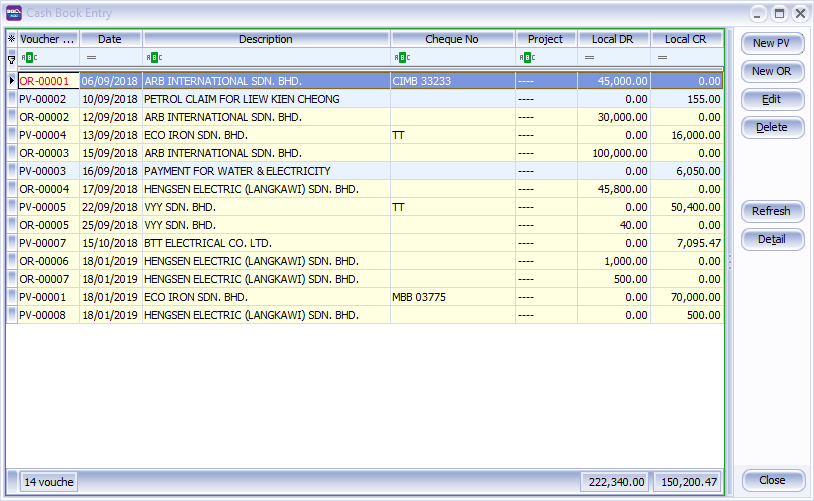 Cash Book Entry
Voucher ... Date Description Cheque No Project Local DR Local CR
ABC = ABC ABC ABC = =
OR-00001 06/09/2018 ARB INTERNATIONAL SDN. BHD. CIMB 33233 ---- 45,000.00 0.00
PV-00002 10/09/2018 PETROL CLAIM FOR LIEW KIEN CHEONG ---- 0.00 155.00
OR-00002 12/09/2018 ARB INTERNATIONAL SDN. BHD. ---- 30,000.00 0.00
PV-00004 13/09/2018 ECO IRON SDN. BHD. TT ---- 0.00 16,000.00
OR-00003 15/09/2018 ARB INTERNATIONAL SDN. BHD. ---- 100,000.00 0.00
PV-00003 16/09/2018 PAYMENT FOR WATER & ELECTRICITY ---- 0.00 6,050.00
OR-00004 17/09/2018 HENGSEN ELECTRIC (LANGKAWI) SDN. BHD. ---- 45,800.00 0.00
PV-00005 22/09/2018 VYY SDN. BHD. TT ---- 0.00 50,400.00
OR-00005 25/09/2018 VYY SDN. BHD. ---- 40.00 0.00
PV-00007 15/10/2018 BTT ELECTRICAL CO. LTD. ---- 0.00 7,095.47
OR-00006 18/01/2019 HENGSEN ELECTRIC (LANGKAWI) SDN. BHD. ---- 1,000.00 0.00
OR-00007 18/01/2019 HENGSEN ELECTRIC (LANGKAWI) SDN. BHD. ---- 500.00 0.00
PV-00001 18/01/2019 ECO IRON SDN. BHD. MBB 03775 ---- 0.00 70,000.00
PV-00008 18/01/2019 HENGSEN ELECTRIC (LANGKAWI) SDN. BHD. ---- 0.00 500.00
14 vouche 222,340.00 150,200.47
New PV
New OR
Edit
Delete
Refresh
Detail
Close